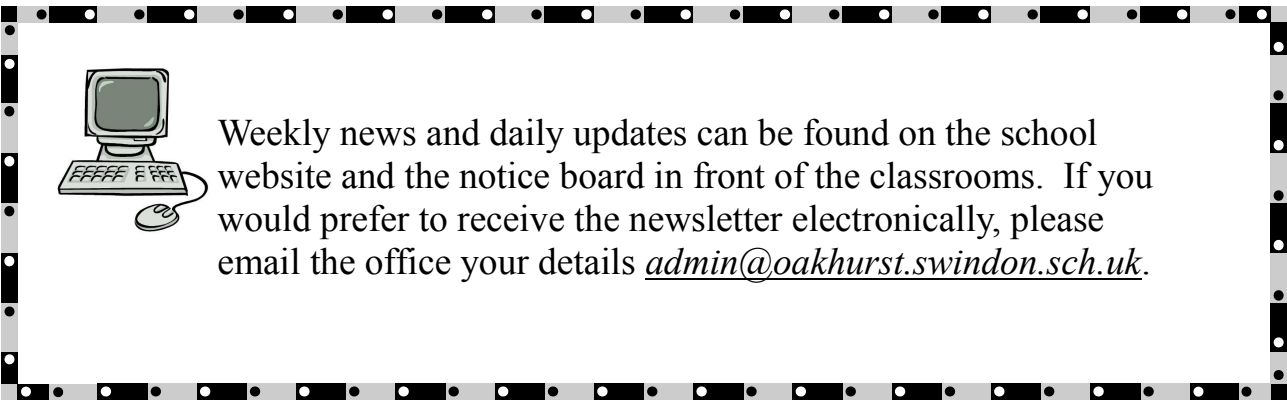 Weekly news and daily updates can be found on the school
website and the notice board in front of the classrooms.  If you
would prefer to receive the newsletter electronically, please
email the office your details admin@oakhurst.swindon.sch.uk.